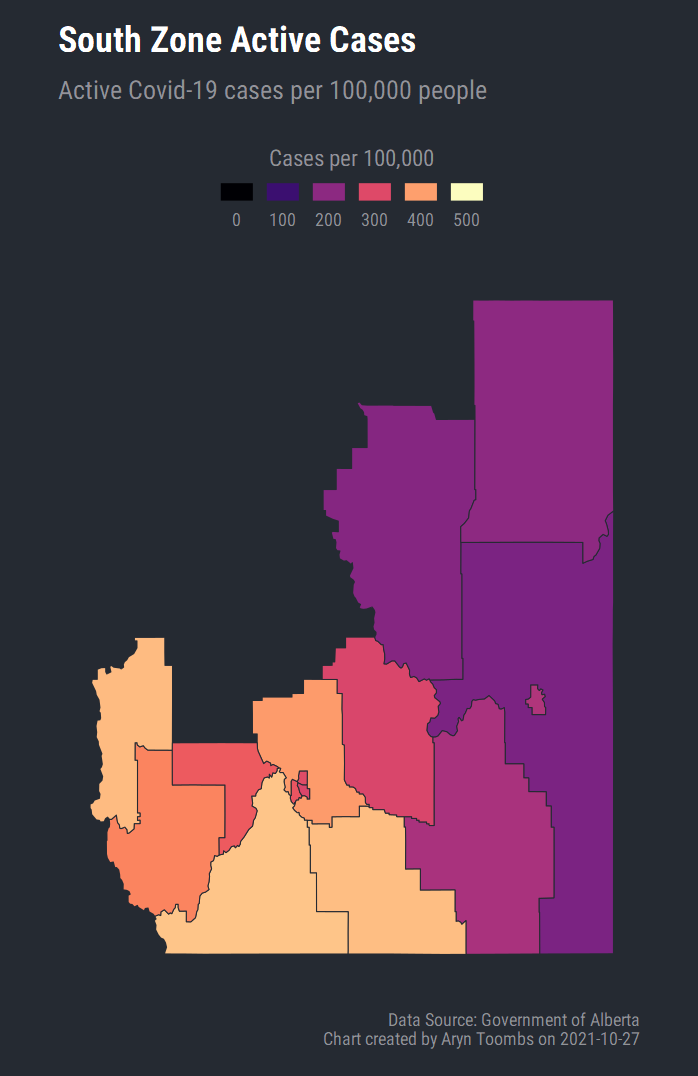 South Zone Active Cases
Active Covid-19 cases per 100,000 people
Cases per 100,000
0 100 200 300 400 500
Data Source: Government of Alberta
Chart created by Aryn Toombs on 2021-10-27